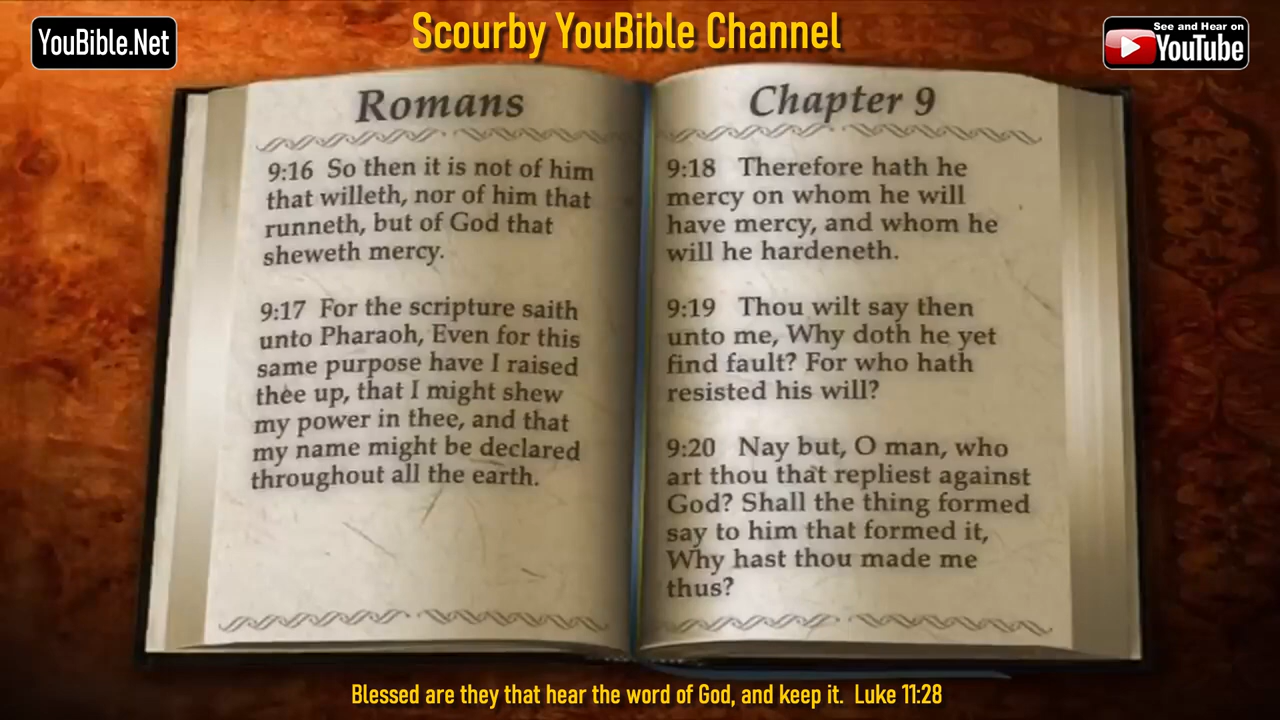 YouBible.Net
Scourby YouBible Channel
See and Hear on
YouTube
Romans
9:16 So then it is not of him
that willeth, nor of him that
runneth, but of God that
sheweth mercy.
9:17 For the scripture saith
unto Pharaoh, Even for this
same purpose have I raised
thee up, that I might shew
my power in thee, and that
my name might be declared
throughout all the earth.
Chapter 9
9:18 Therefore hath he
mercy on whom he will
have mercy, and whom he
will he hardeneth.
9:19 Thou wilt say then
unto me, Why doth he yet
find fault? For who hath
resisted his will?
9:20 Nay but, O man, who
art thou that repliest against
God? Shall the thing formed
say to him that formed it,
Why hast thou made me
thus?
Blessed are they that hear the word of God, and keep it. Luke 11:28